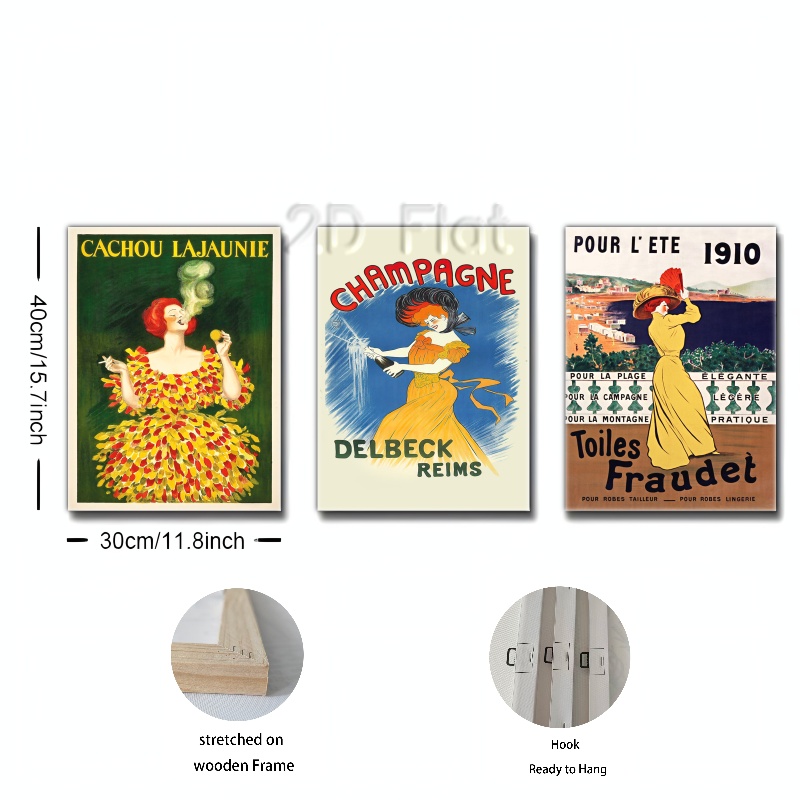 2D Flat
CACHOU LAJAUNIE
CHAMPAGNE
DELBECK
REIMS
POUR L'ETE 1910
POUR LA PLAGE ÉLÉGANTE
POUR LA CAMPAGNE LÉGÈRE
POUR LA MONTAGNE PRATIQUE
Toiles
Fraudet
POUR ROBES TAILLEUR — POUR ROBES LINGERIE
40cm/15.7inch
30cm/11.8inch
stretched on
wooden Frame
Hook
Ready to Hang